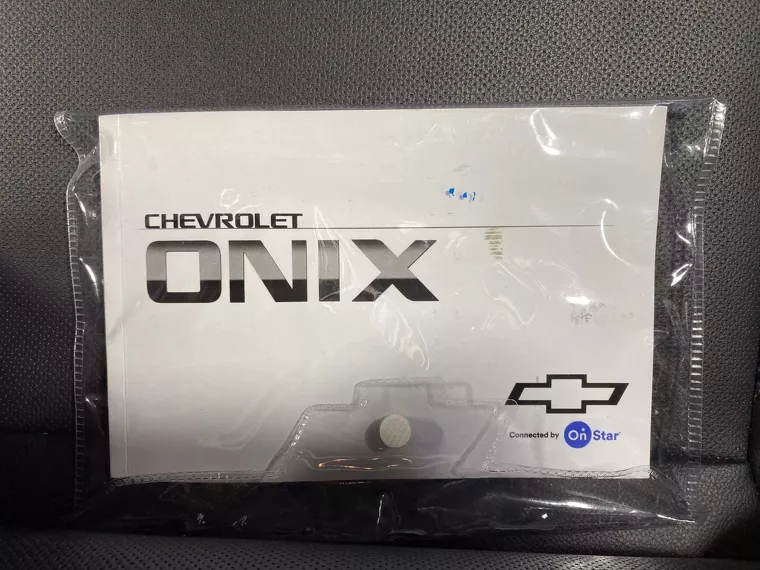 CHEVROLET
ONIX
Connected by OnStar